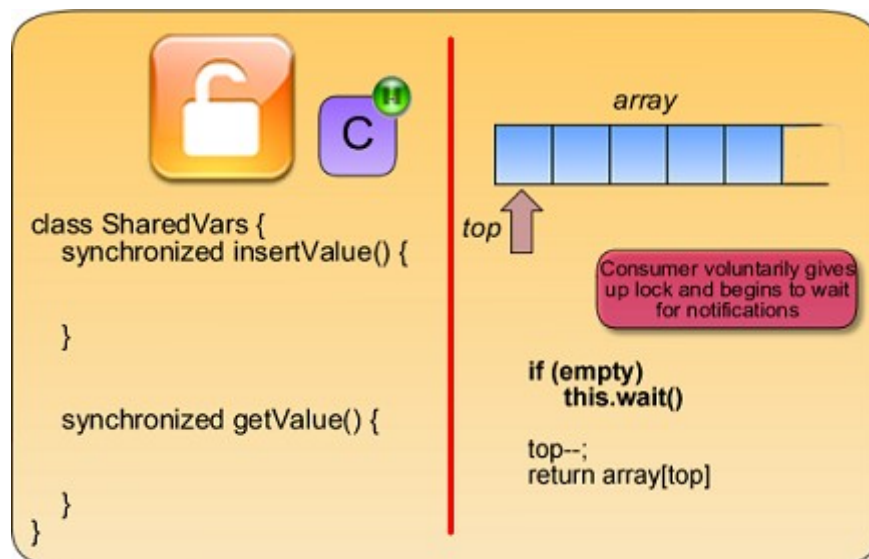 C
class SharedVars {
synchronized insertValue() {
}
synchronized getValue() {
}
}
array
top
Consumer voluntarily gives
up lock and begins to wait
for notifications
if (empty)
this.wait()
top--;
return array[top]